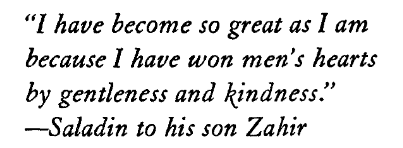 “I have become so great as I am
because I have won men’s hearts
by gentleness and kindness.”
—Saladin to his son Zahir